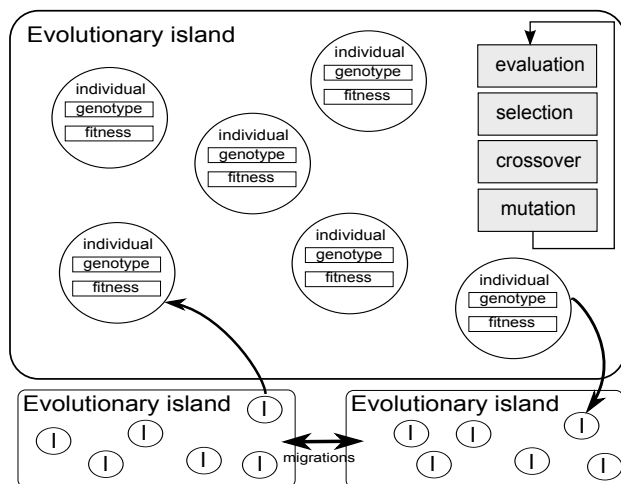 Evolutionary island
individual
genotype
fitness
individual
genotype
fitness
individual
genotype
fitness
individual
genotype
fitness
individual
genotype
fitness
individual
genotype
fitness
evaluation
selection
crossover
mutation
Evolutionary island
I
I
I
I
I
I
migrations
Evolutionary island
I
I
I
I
I
I